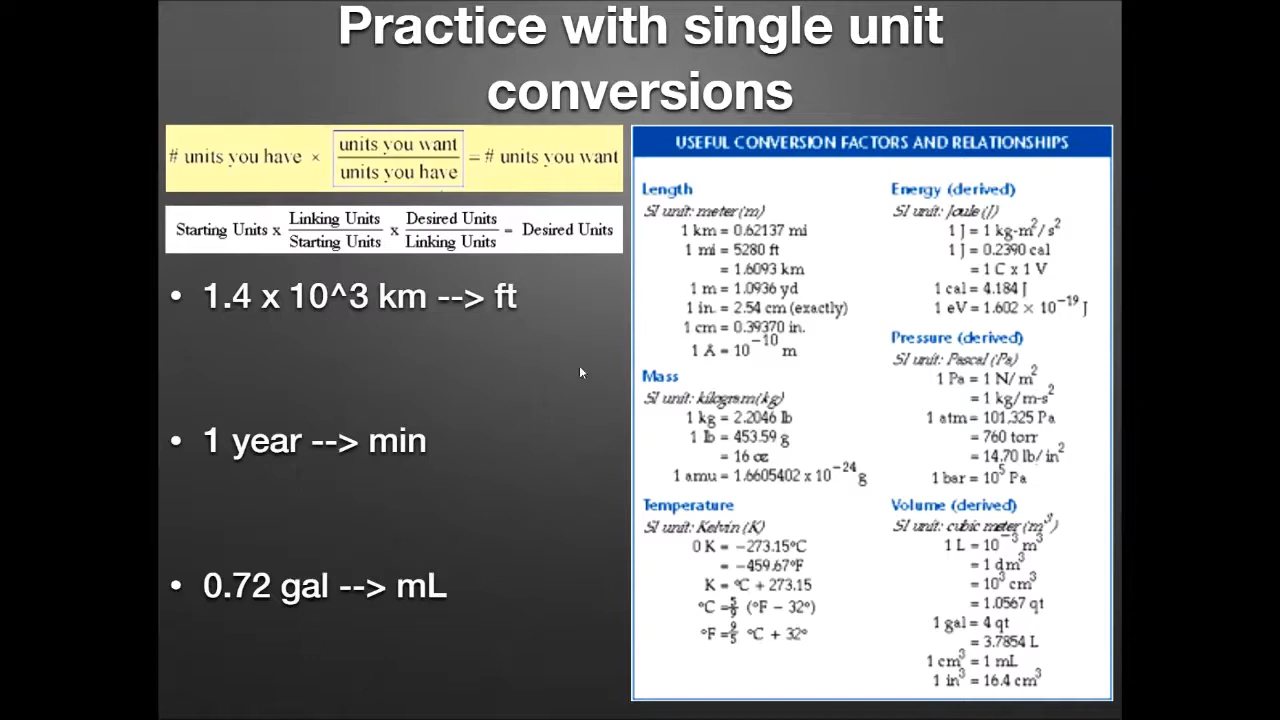 Practice with single unit
conversions
# units you have × units you want / units you have = # units you want
Starting Units x Linking Units / Starting Units x Desired Units / Linking Units = Desired Units
• 1.4 x 10^3 km --> ft
• 1 year --> min
• 0.72 gal --> mL
USEFUL CONVERSION FACTORS AND RELATIONSHIPS
Length
SI unit: meter (m)
1 km = 0.62137 mi
1 mi = 5280 ft
= 1.6093 km
1 m = 1.0936 yd
1 in. = 2.54 cm (exactly)
1 cm = 0.39370 in.
1 Å = 10⁻¹⁰ m
Mass
SI unit: kilogram (kg)
1 kg = 2.2046 lb
1 lb = 453.59 g
= 16 oz
1 amu = 1.6605402 x 10⁻²⁴ g
Temperature
SI unit: Kelvin (K)
0 K = −273.15°C
= −459.67°F
K = °C + 273.15
°C = 5/9 (°F − 32°)
°F = 9/5 °C + 32°
Energy (derived)
SI unit: Joule (J)
1 J = 1 kg-m²/s²
1 J = 0.2390 cal
= 1 C x 1 V
1 cal = 4.184 J
1 eV = 1.602 × 10⁻¹⁹ J
Pressure (derived)
SI unit: Pascal (Pa)
1 Pa = 1 N/m²
= 1 kg/m-s²
1 atm = 101,325 Pa
= 760 torr
= 14.70 lb/in²
1 bar = 10⁵ Pa
Volume (derived)
SI unit: cubic meter (m³)
1 L = 10⁻³ m³
= 1 dm³
= 10³ cm³
= 1.0567 qt
1 gal = 4 qt
= 3.7854 L
1 cm³ = 1 mL
1 in³ = 16.4 cm³